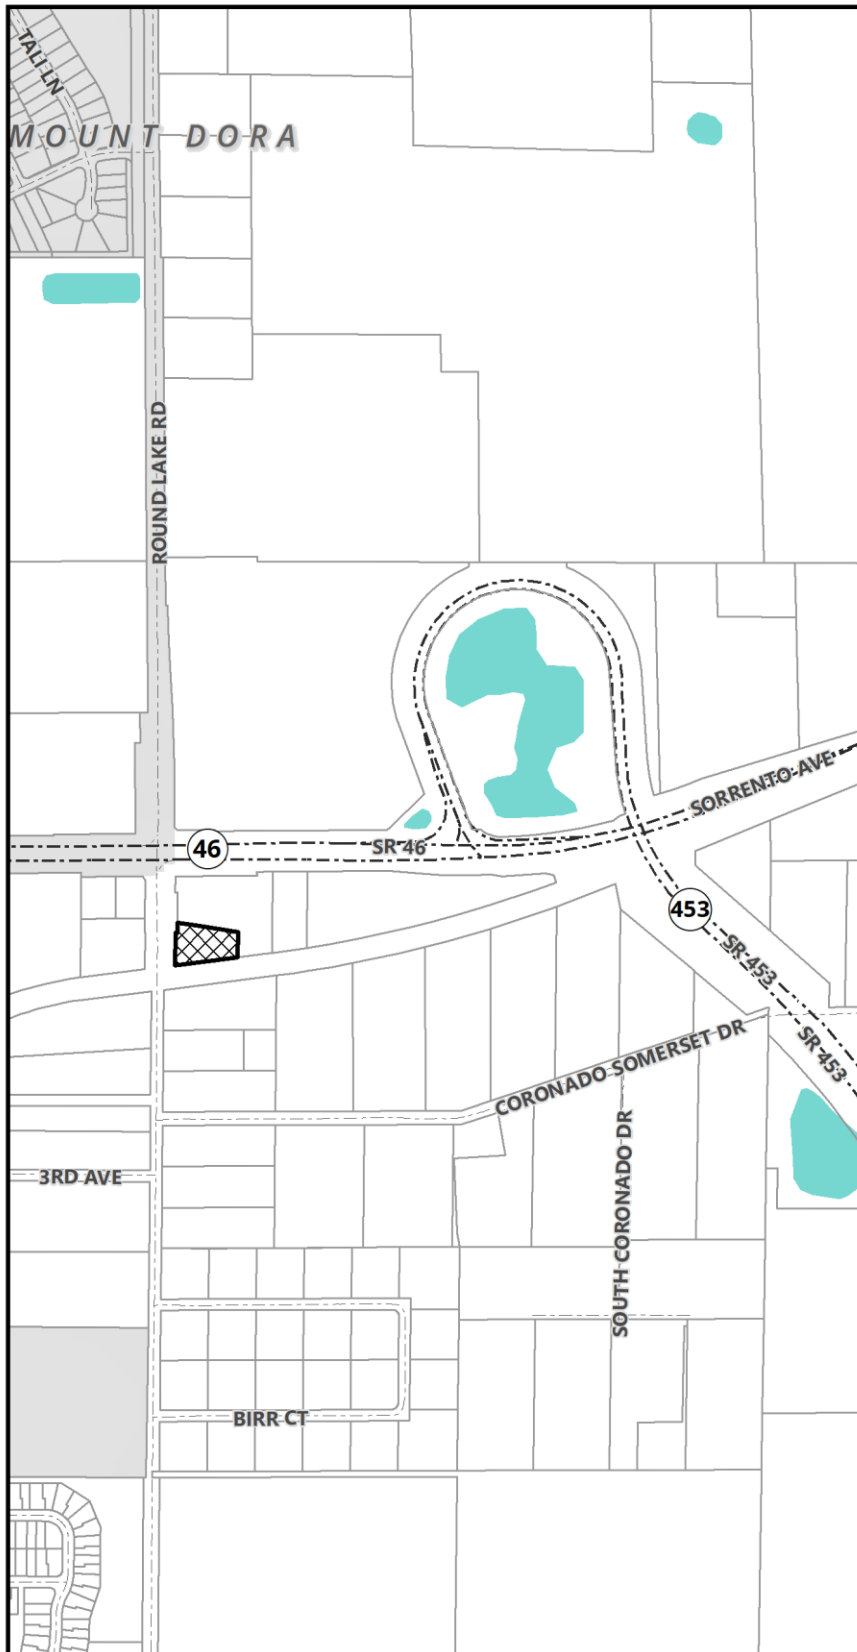 TALI LN
MOUNT DORA
ROUND LAKE RD
SORRENTO AVE
46
SR 46
453
SR 453
SR 453
CORONADO SOMERSET DR
SOUTH CORONADO DR
3RD AVE
BIRR CT